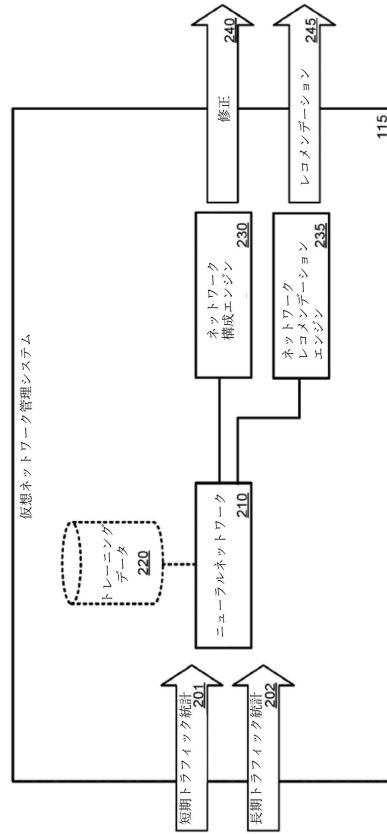 仮想ネットワーク管理システム
115
短期トラフィック統計
201
長期トラフィック統計
202
トレーニング
データ
220
ニューラルネットワーク
210
ネットワーク
構成エンジン
230
ネットワーク
レコメンデーション
エンジン
235
修正
240
レコメンデーション
245